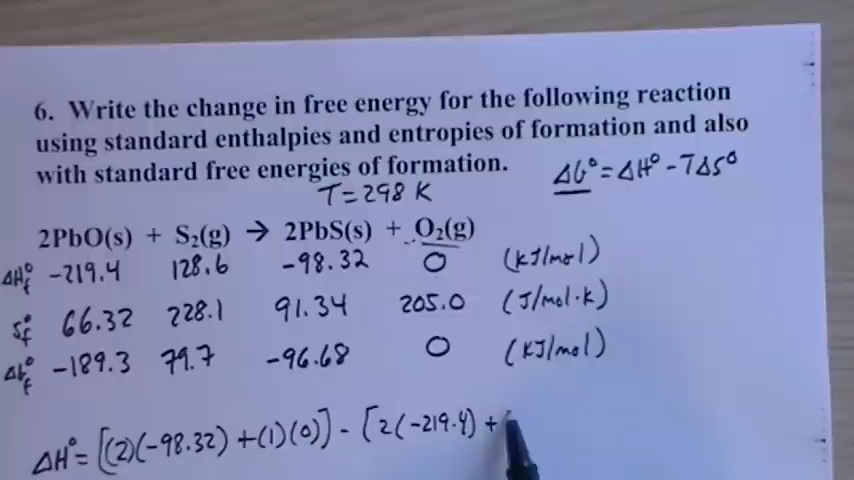 6. Write the change in free energy for the following reaction
using standard enthalpies and entropies of formation and also
with standard free energies of formation.
ΔG° = ΔH° - TΔS°
T = 298 K
2PbO(s) + S₂(g) → 2PbS(s) + O₂(g)
ΔH°f -219.4 128.6 -98.32 0 (kJ/mol)
S°f 66.32 228.1 91.34 205.0 (J/mol·K)
ΔG°f -189.3 79.7 -96.68 0 (kJ/mol)
ΔH° = [(2)(-98.32) + (1)(0)] - [2(-219.4) +